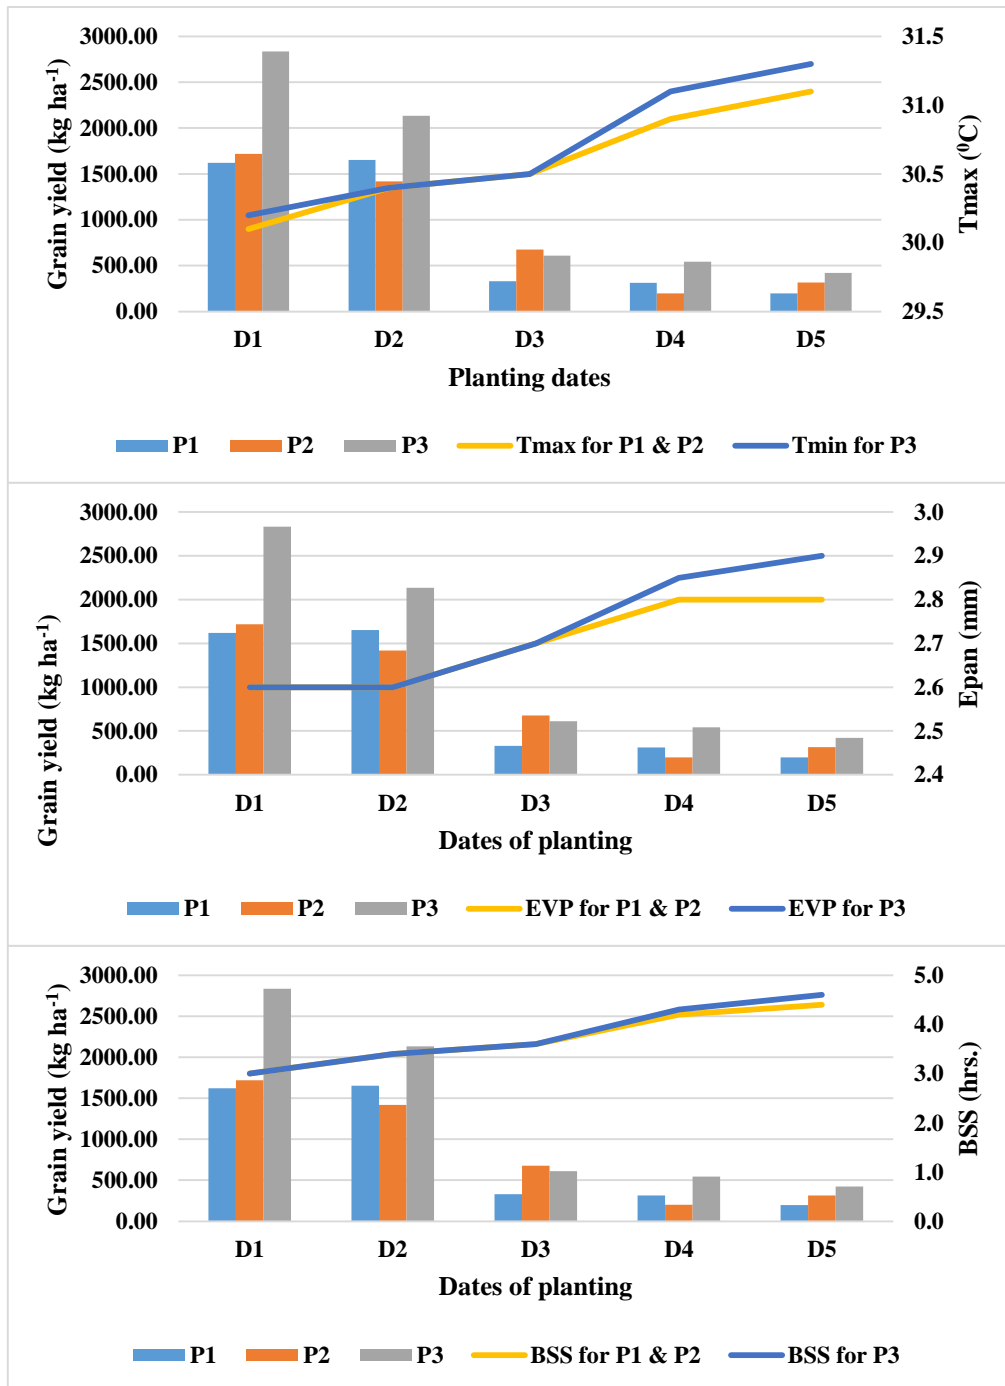 3000.00
2500.00
2000.00
1500.00
1000.00
500.00
0.00
Grain yield (kg ha⁻¹)
31.5
31.0
30.5
30.0
29.5
Tmax (⁰C)
D1 D2 D3 D4 D5
Planting dates
P1 P2 P3 Tmax for P1 & P2 Tmin for P3
3000.00
2500.00
2000.00
1500.00
1000.00
500.00
0.00
Grain yield (kg ha⁻¹)
3.0
2.9
2.8
2.7
2.6
2.5
2.4
Epan (mm)
D1 D2 D3 D4 D5
Dates of planting
P1 P2 P3 EVP for P1 & P2 EVP for P3
3000.00
2500.00
2000.00
1500.00
1000.00
500.00
0.00
Grain yield (kg ha⁻¹)
5.0
4.0
3.0
2.0
1.0
0.0
BSS (hrs.)
D1 D2 D3 D4 D5
Dates of planting
P1 P2 P3 BSS for P1 & P2 BSS for P3